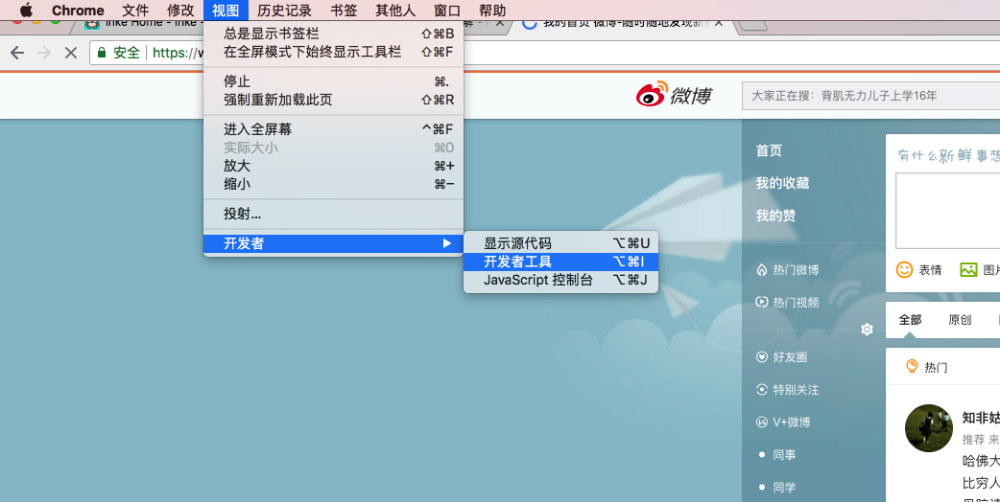 Chrome 文件 修改 视图 历史记录 书签 其他人 窗口 帮助
Inke Home - Inke -
我的首页 微博-随时随地发现新
安全 https://w
总是显示书签栏 ⇧⌘B
在全屏模式下始终显示工具栏 ⇧⌘F
停止 ⌘.
强制重新加载此页 ⇧⌘R
进入全屏幕 ^⌘F
实际大小 ⌘0
放大 ⌘+
缩小 ⌘−
投射...
开发者 ▶
显示源代码 ⌥⌘U
开发者工具 ⌥⌘I
JavaScript 控制台 ⌥⌘J
微博
大家正在搜：背肌无力儿子上学16年
首页
我的收藏
我的赞
热门微博
热门视频
好友圈
特别关注
V+微博
同事
同学
有什么新鲜事想
表情 图片
全部 原创
热门
知非姑
推荐 来
哈佛大
比穷人